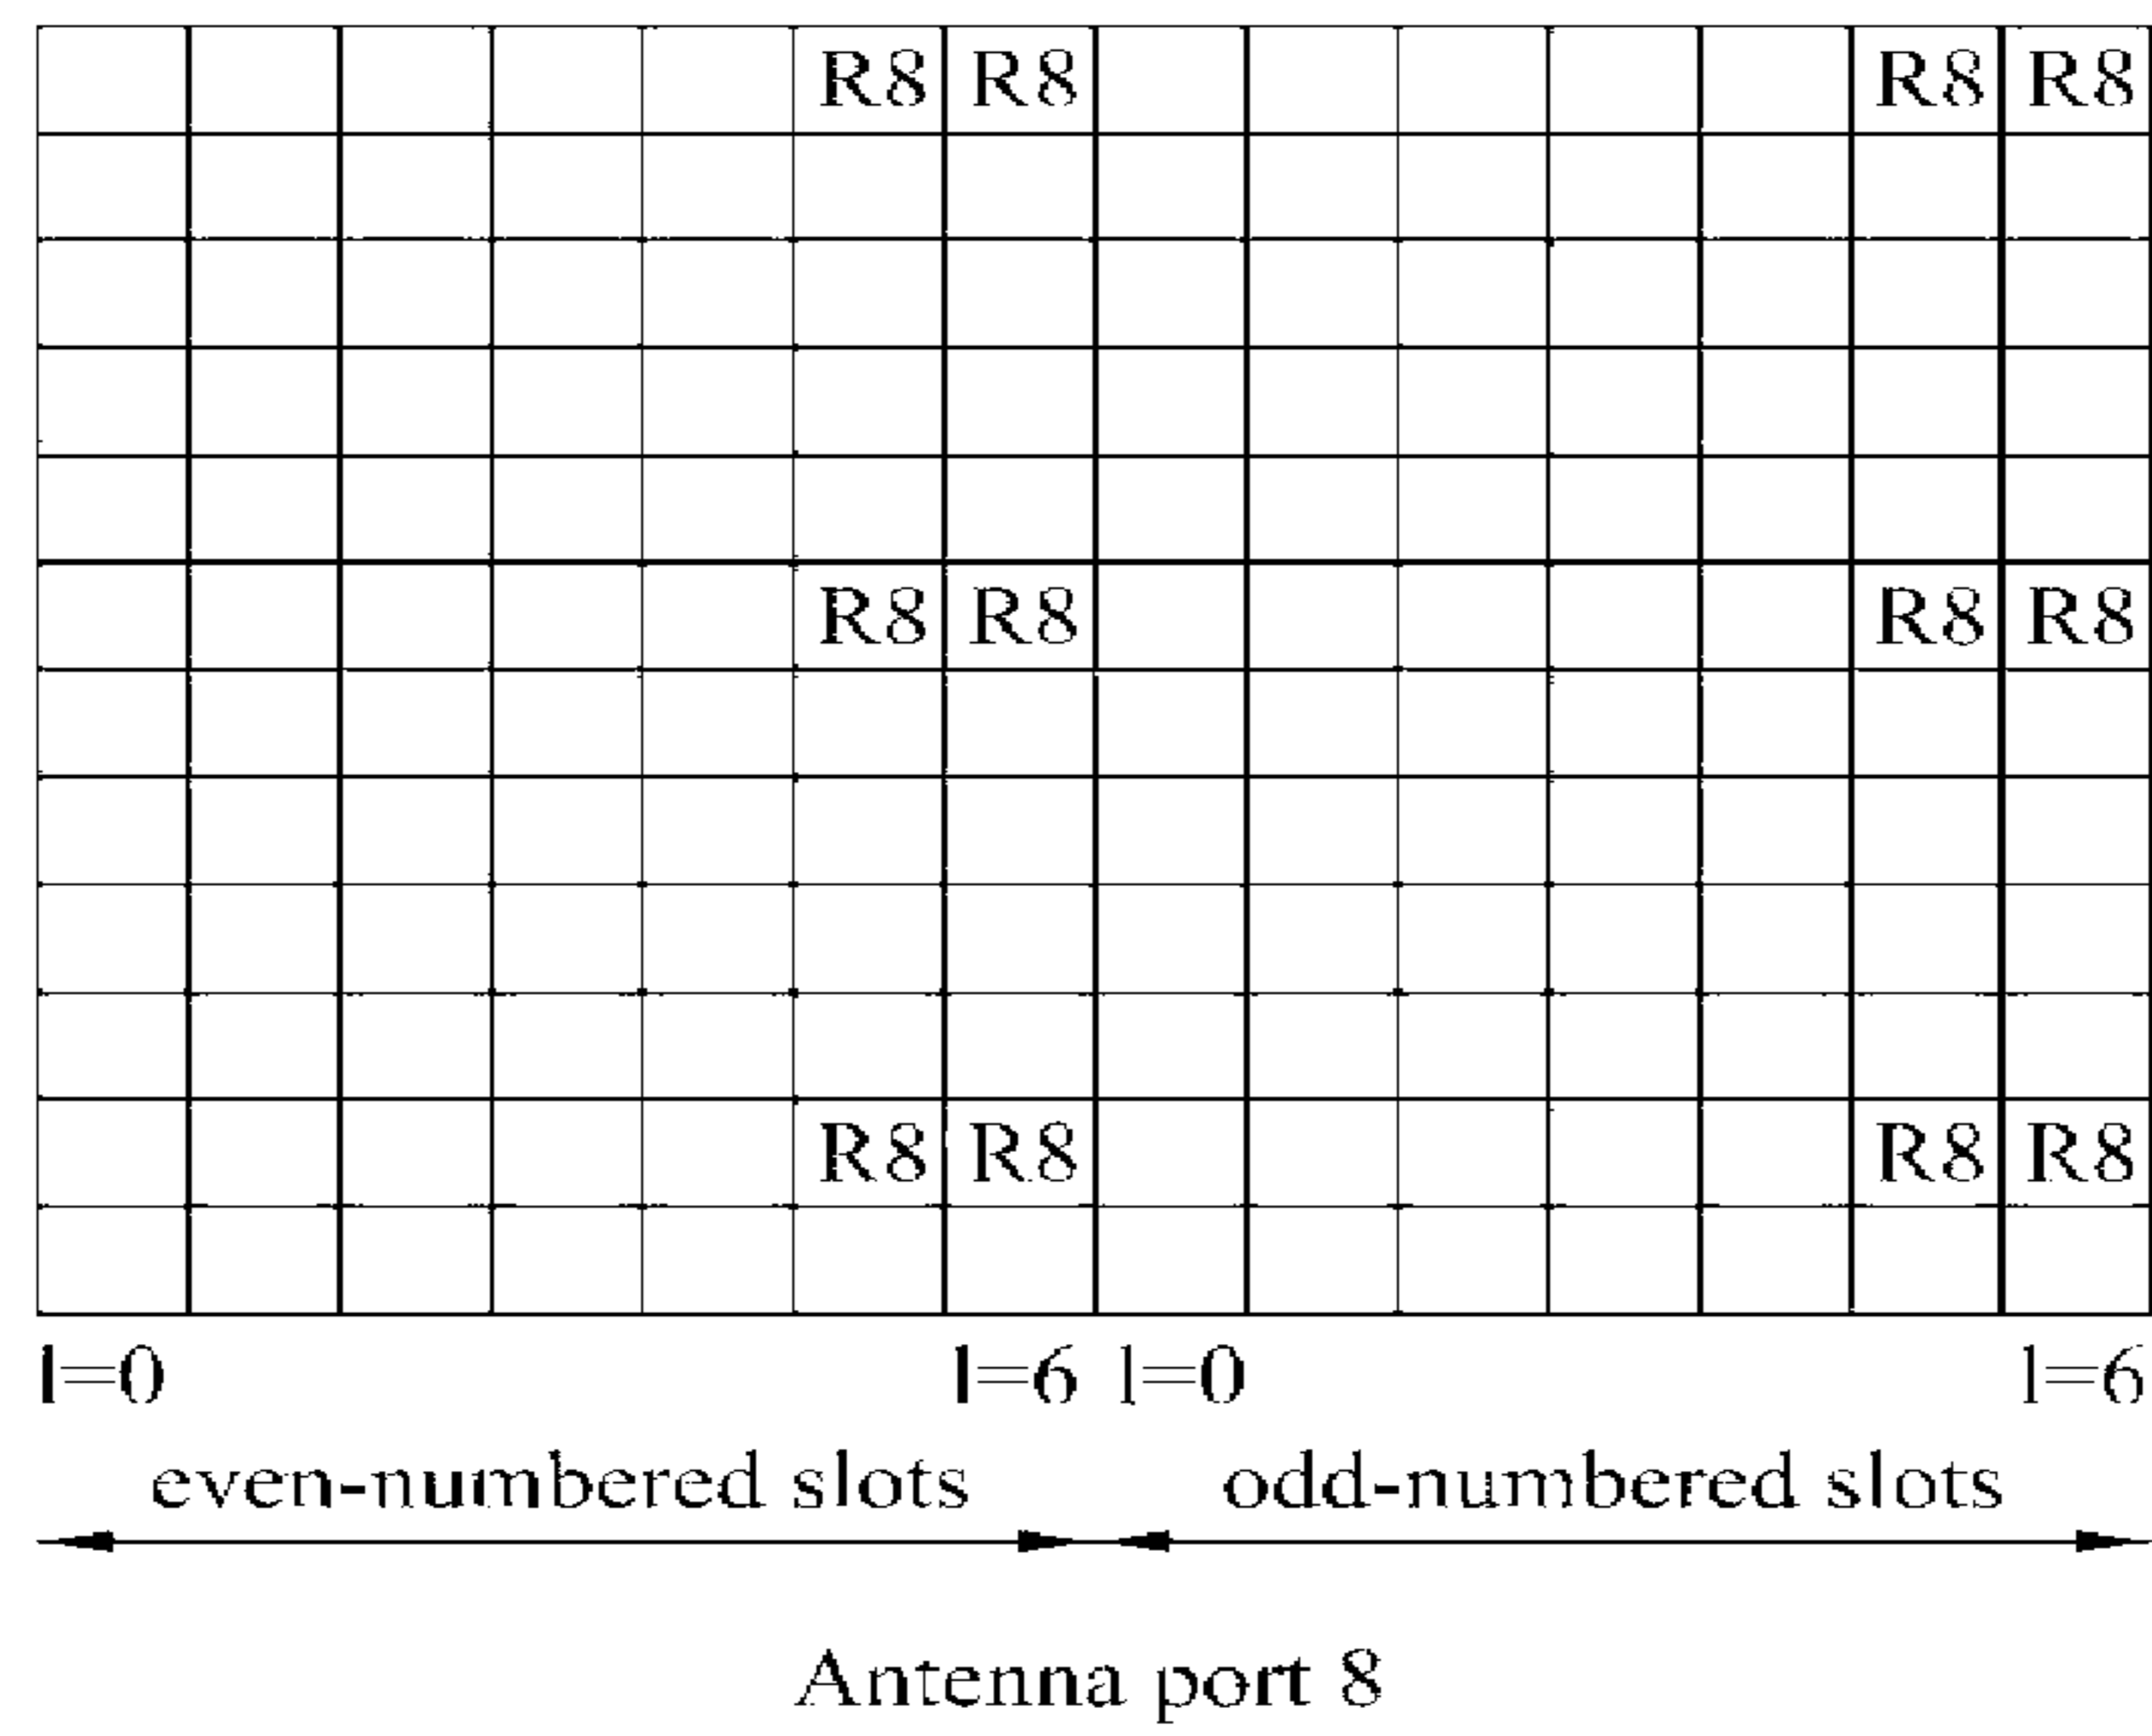 R8 R8 R8 R8
R8 R8 R8 R8
R8 R8 R8 R8
l=0 l=6 l=0 l=6
even-numbered slots odd-numbered slots
Antenna port 8